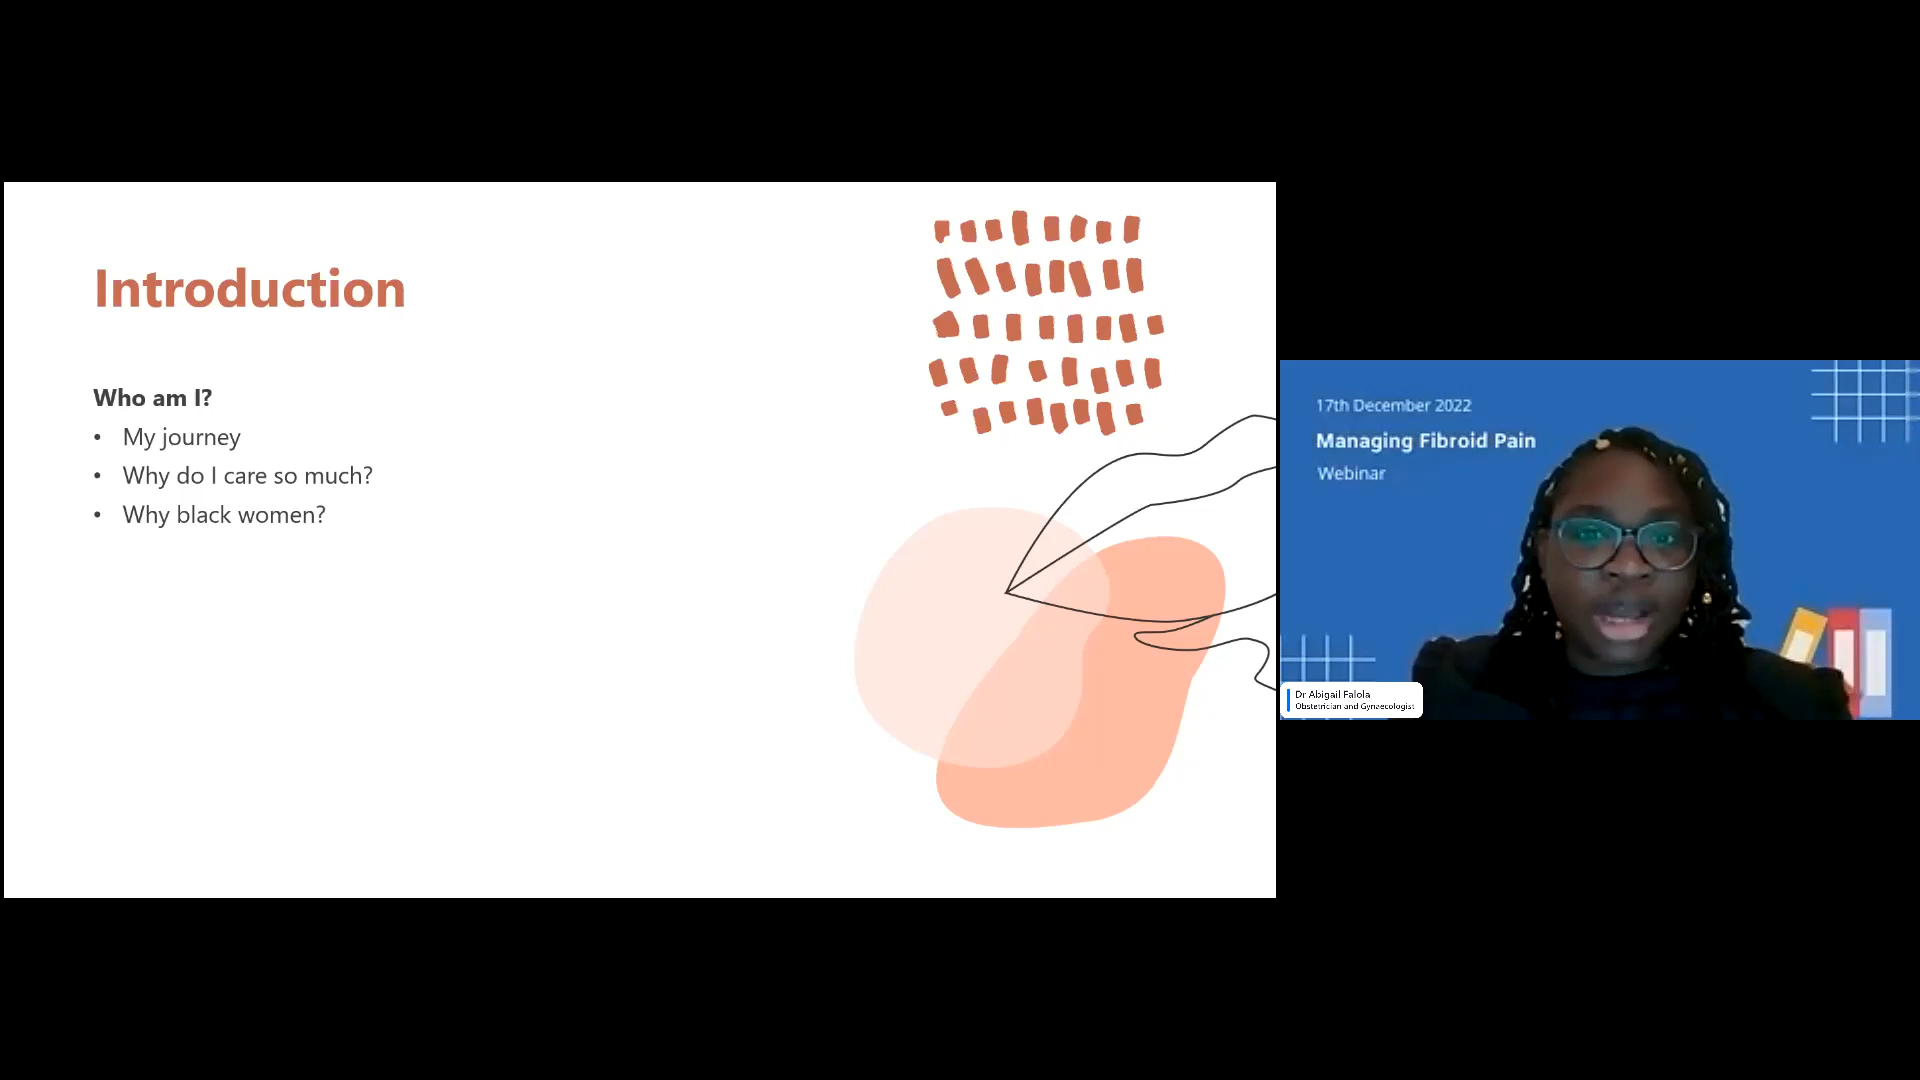 Introduction
Who am I?
• My journey
• Why do I care so much?
• Why black women?
17th December 2022
Managing Fibroid Pain
Webinar
Dr Abigail Falola
Obstetrician and Gynaecologist